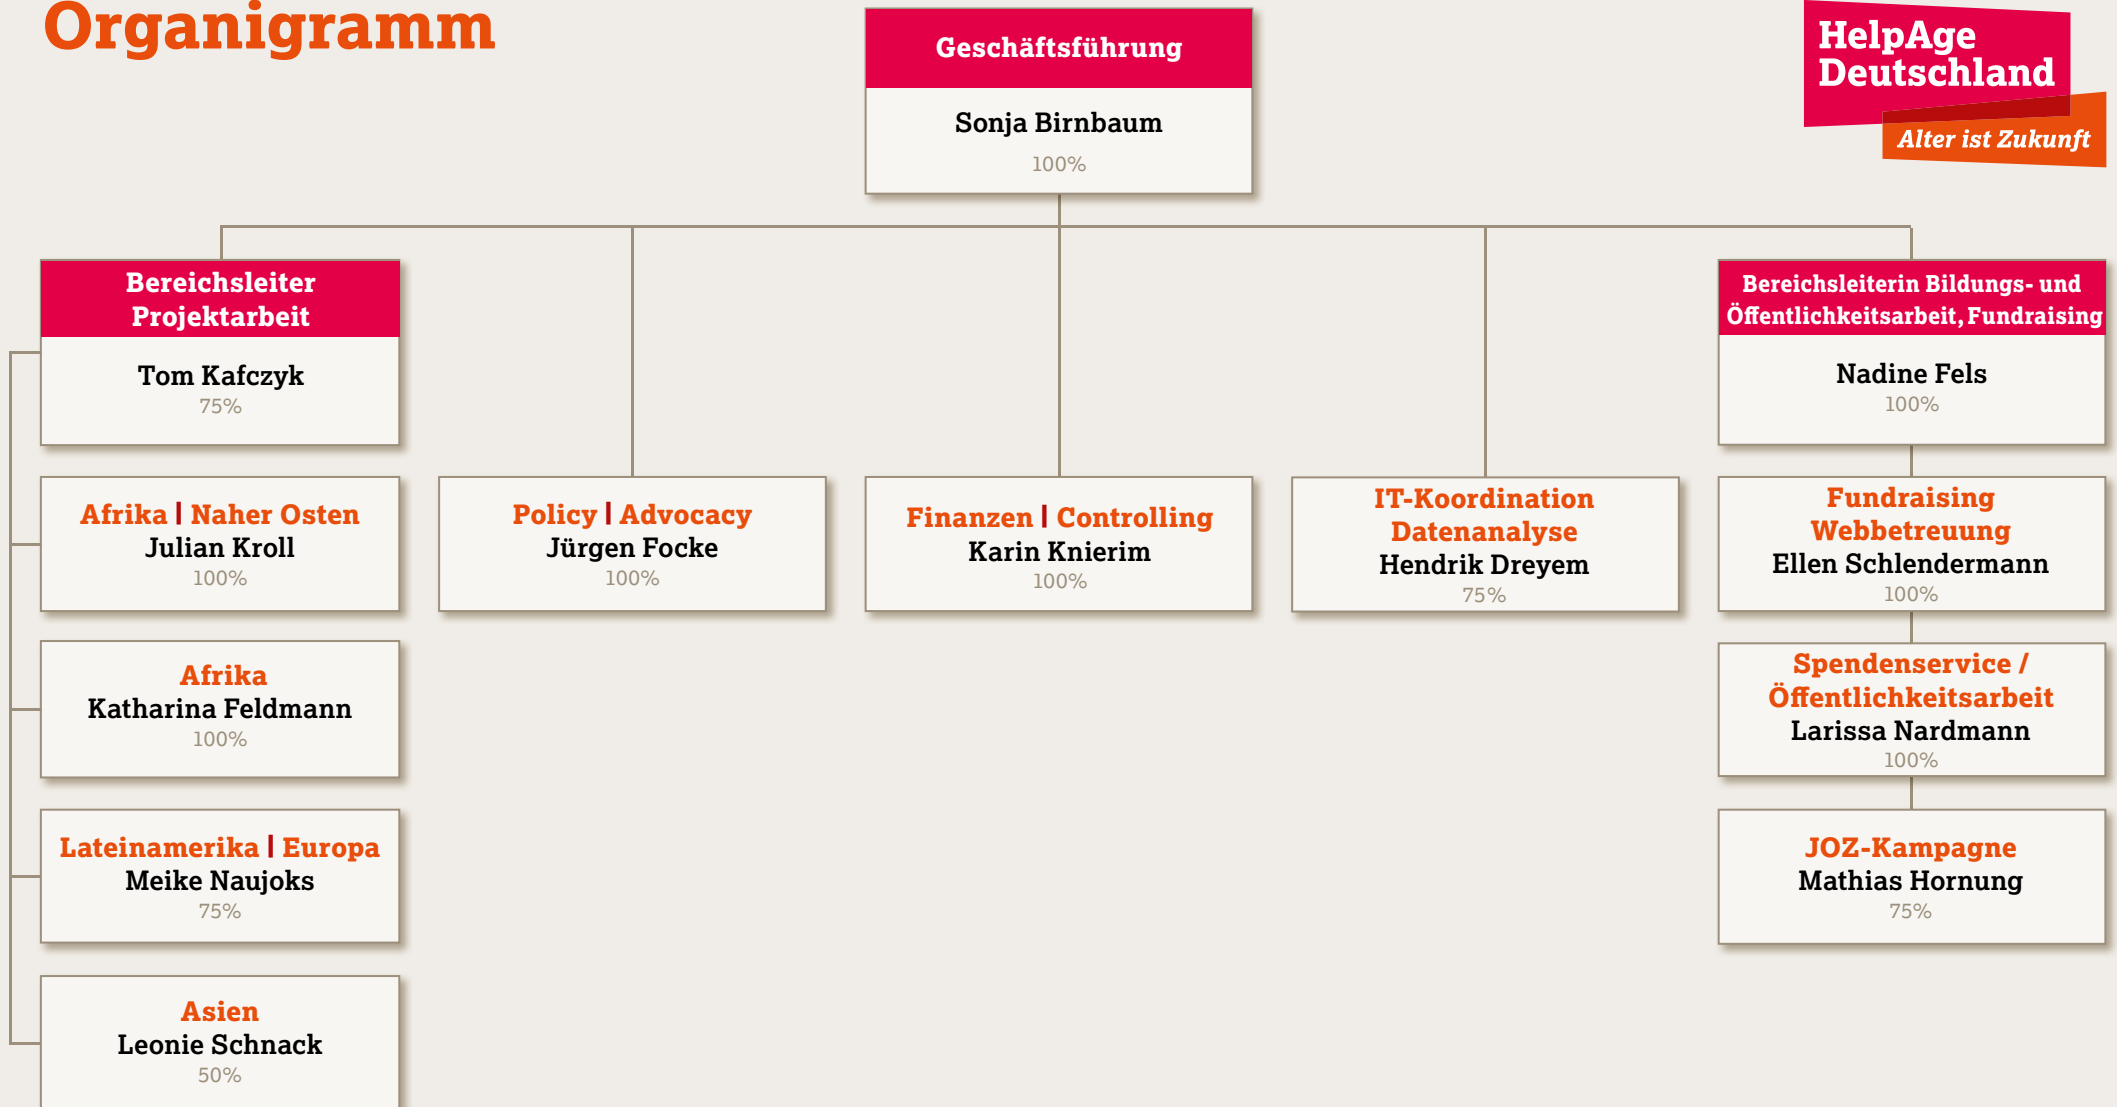 Organigramm
HelpAge
Deutschland
Alter ist Zukunft
Geschäftsführung
Sonja Birnbaum
100%
Bereichsleiter
Projektarbeit
Tom Kafczyk
75%
Bereichsleiterin Bildungs- und
Öffentlichkeitsarbeit, Fundraising
Nadine Fels
100%
Afrika | Naher Osten
Julian Kroll
100%
Policy | Advocacy
Jürgen Focke
100%
Finanzen | Controlling
Karin Knierim
100%
IT-Koordination
Datenanalyse
Hendrik Dreyem
75%
Fundraising
Webbetreuung
Ellen Schlendermann
100%
Afrika
Katharina Feldmann
100%
Spendenservice /
Öffentlichkeitsarbeit
Larissa Nardmann
100%
Lateinamerika | Europa
Meike Naujoks
75%
JOZ-Kampagne
Mathias Hornung
75%
Asien
Leonie Schnack
50%